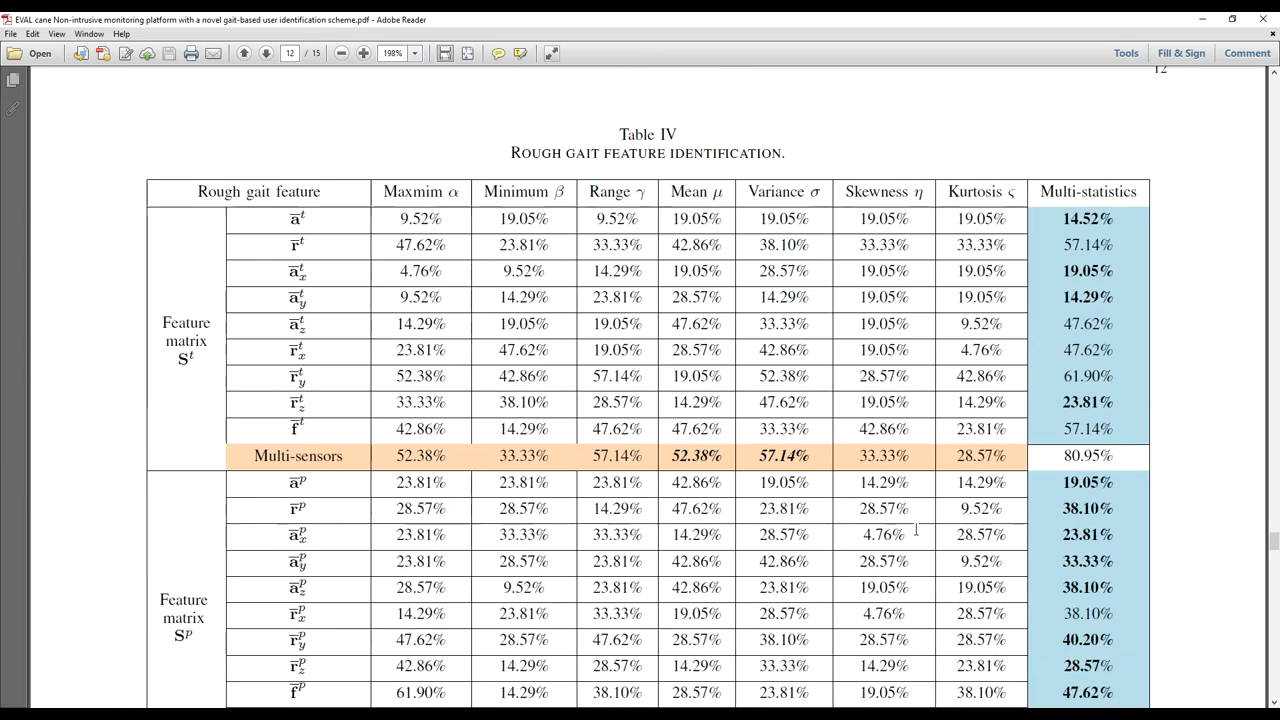 EVAL cane Non-intrusive monitoring platform with a novel gait-based user identification scheme.pdf - Adobe Reader
File Edit View Window Help
Open 12 / 15 198% Tools Fill & Sign Comment
12
Table IV
ROUGH GAIT FEATURE IDENTIFICATION.
Rough gait feature Maxmim α Minimum β Range γ Mean μ Variance σ Skewness η Kurtosis ς Multi-statistics
Feature matrix S^t
a̅^t 9.52% 19.05% 9.52% 19.05% 19.05% 19.05% 19.05% 14.52%
r̅^t 47.62% 23.81% 33.33% 42.86% 38.10% 33.33% 33.33% 57.14%
a̅_x^t 4.76% 9.52% 14.29% 19.05% 28.57% 19.05% 19.05% 19.05%
a̅_y^t 9.52% 14.29% 23.81% 28.57% 14.29% 19.05% 19.05% 14.29%
a̅_z^t 14.29% 19.05% 19.05% 47.62% 33.33% 19.05% 9.52% 47.62%
r̅_x^t 23.81% 47.62% 19.05% 28.57% 42.86% 19.05% 4.76% 47.62%
r̅_y^t 52.38% 42.86% 57.14% 19.05% 52.38% 28.57% 42.86% 61.90%
r̅_z^t 33.33% 38.10% 28.57% 14.29% 47.62% 19.05% 14.29% 23.81%
f̅^t 42.86% 14.29% 47.62% 47.62% 33.33% 42.86% 23.81% 57.14%
Multi-sensors 52.38% 33.33% 57.14% 52.38% 57.14% 33.33% 28.57% 80.95%
Feature matrix S^p
a̅^p 23.81% 23.81% 23.81% 42.86% 19.05% 14.29% 14.29% 19.05%
r̅^p 28.57% 28.57% 14.29% 47.62% 23.81% 28.57% 9.52% 38.10%
a̅_x^p 23.81% 33.33% 33.33% 14.29% 28.57% 4.76% 28.57% 23.81%
a̅_y^p 23.81% 28.57% 23.81% 42.86% 42.86% 28.57% 9.52% 33.33%
a̅_z^p 28.57% 9.52% 23.81% 42.86% 23.81% 19.05% 19.05% 38.10%
r̅_x^p 14.29% 23.81% 33.33% 19.05% 28.57% 4.76% 28.57% 38.10%
r̅_y^p 47.62% 28.57% 47.62% 28.57% 38.10% 28.57% 28.57% 40.20%
r̅_z^p 42.86% 14.29% 28.57% 14.29% 33.33% 14.29% 23.81% 28.57%
f̅^p 61.90% 14.29% 38.10% 28.57% 23.81% 19.05% 38.10% 47.62%